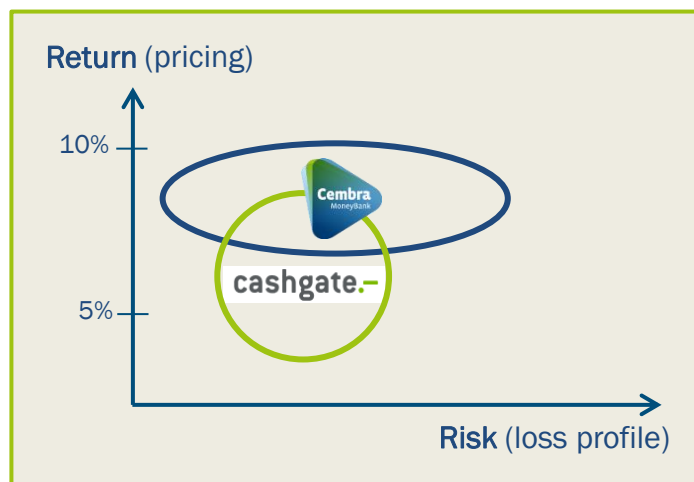 Return (pricing)
10%
Cembra
MoneyBank
cashgate.–
5%
Risk (loss profile)